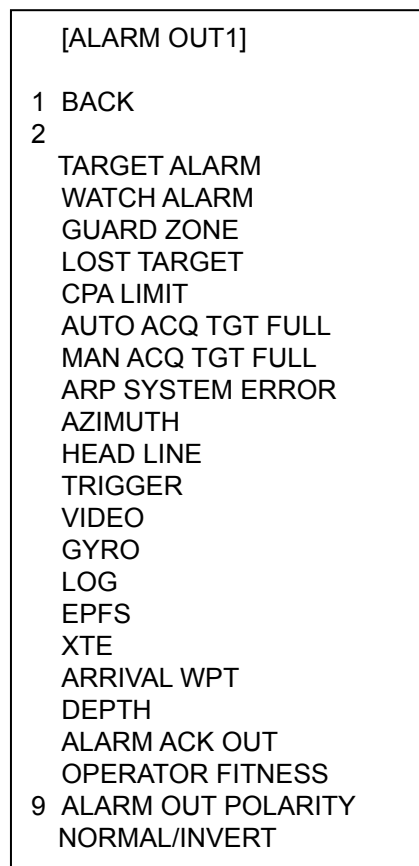 [ALARM OUT1]
1 BACK
2
TARGET ALARM
WATCH ALARM
GUARD ZONE
LOST TARGET
CPA LIMIT
AUTO ACQ TGT FULL
MAN ACQ TGT FULL
ARP SYSTEM ERROR
AZIMUTH
HEAD LINE
TRIGGER
VIDEO
GYRO
LOG
EPFS
XTE
ARRIVAL WPT
DEPTH
ALARM ACK OUT
OPERATOR FITNESS
9 ALARM OUT POLARITY
NORMAL/INVERT